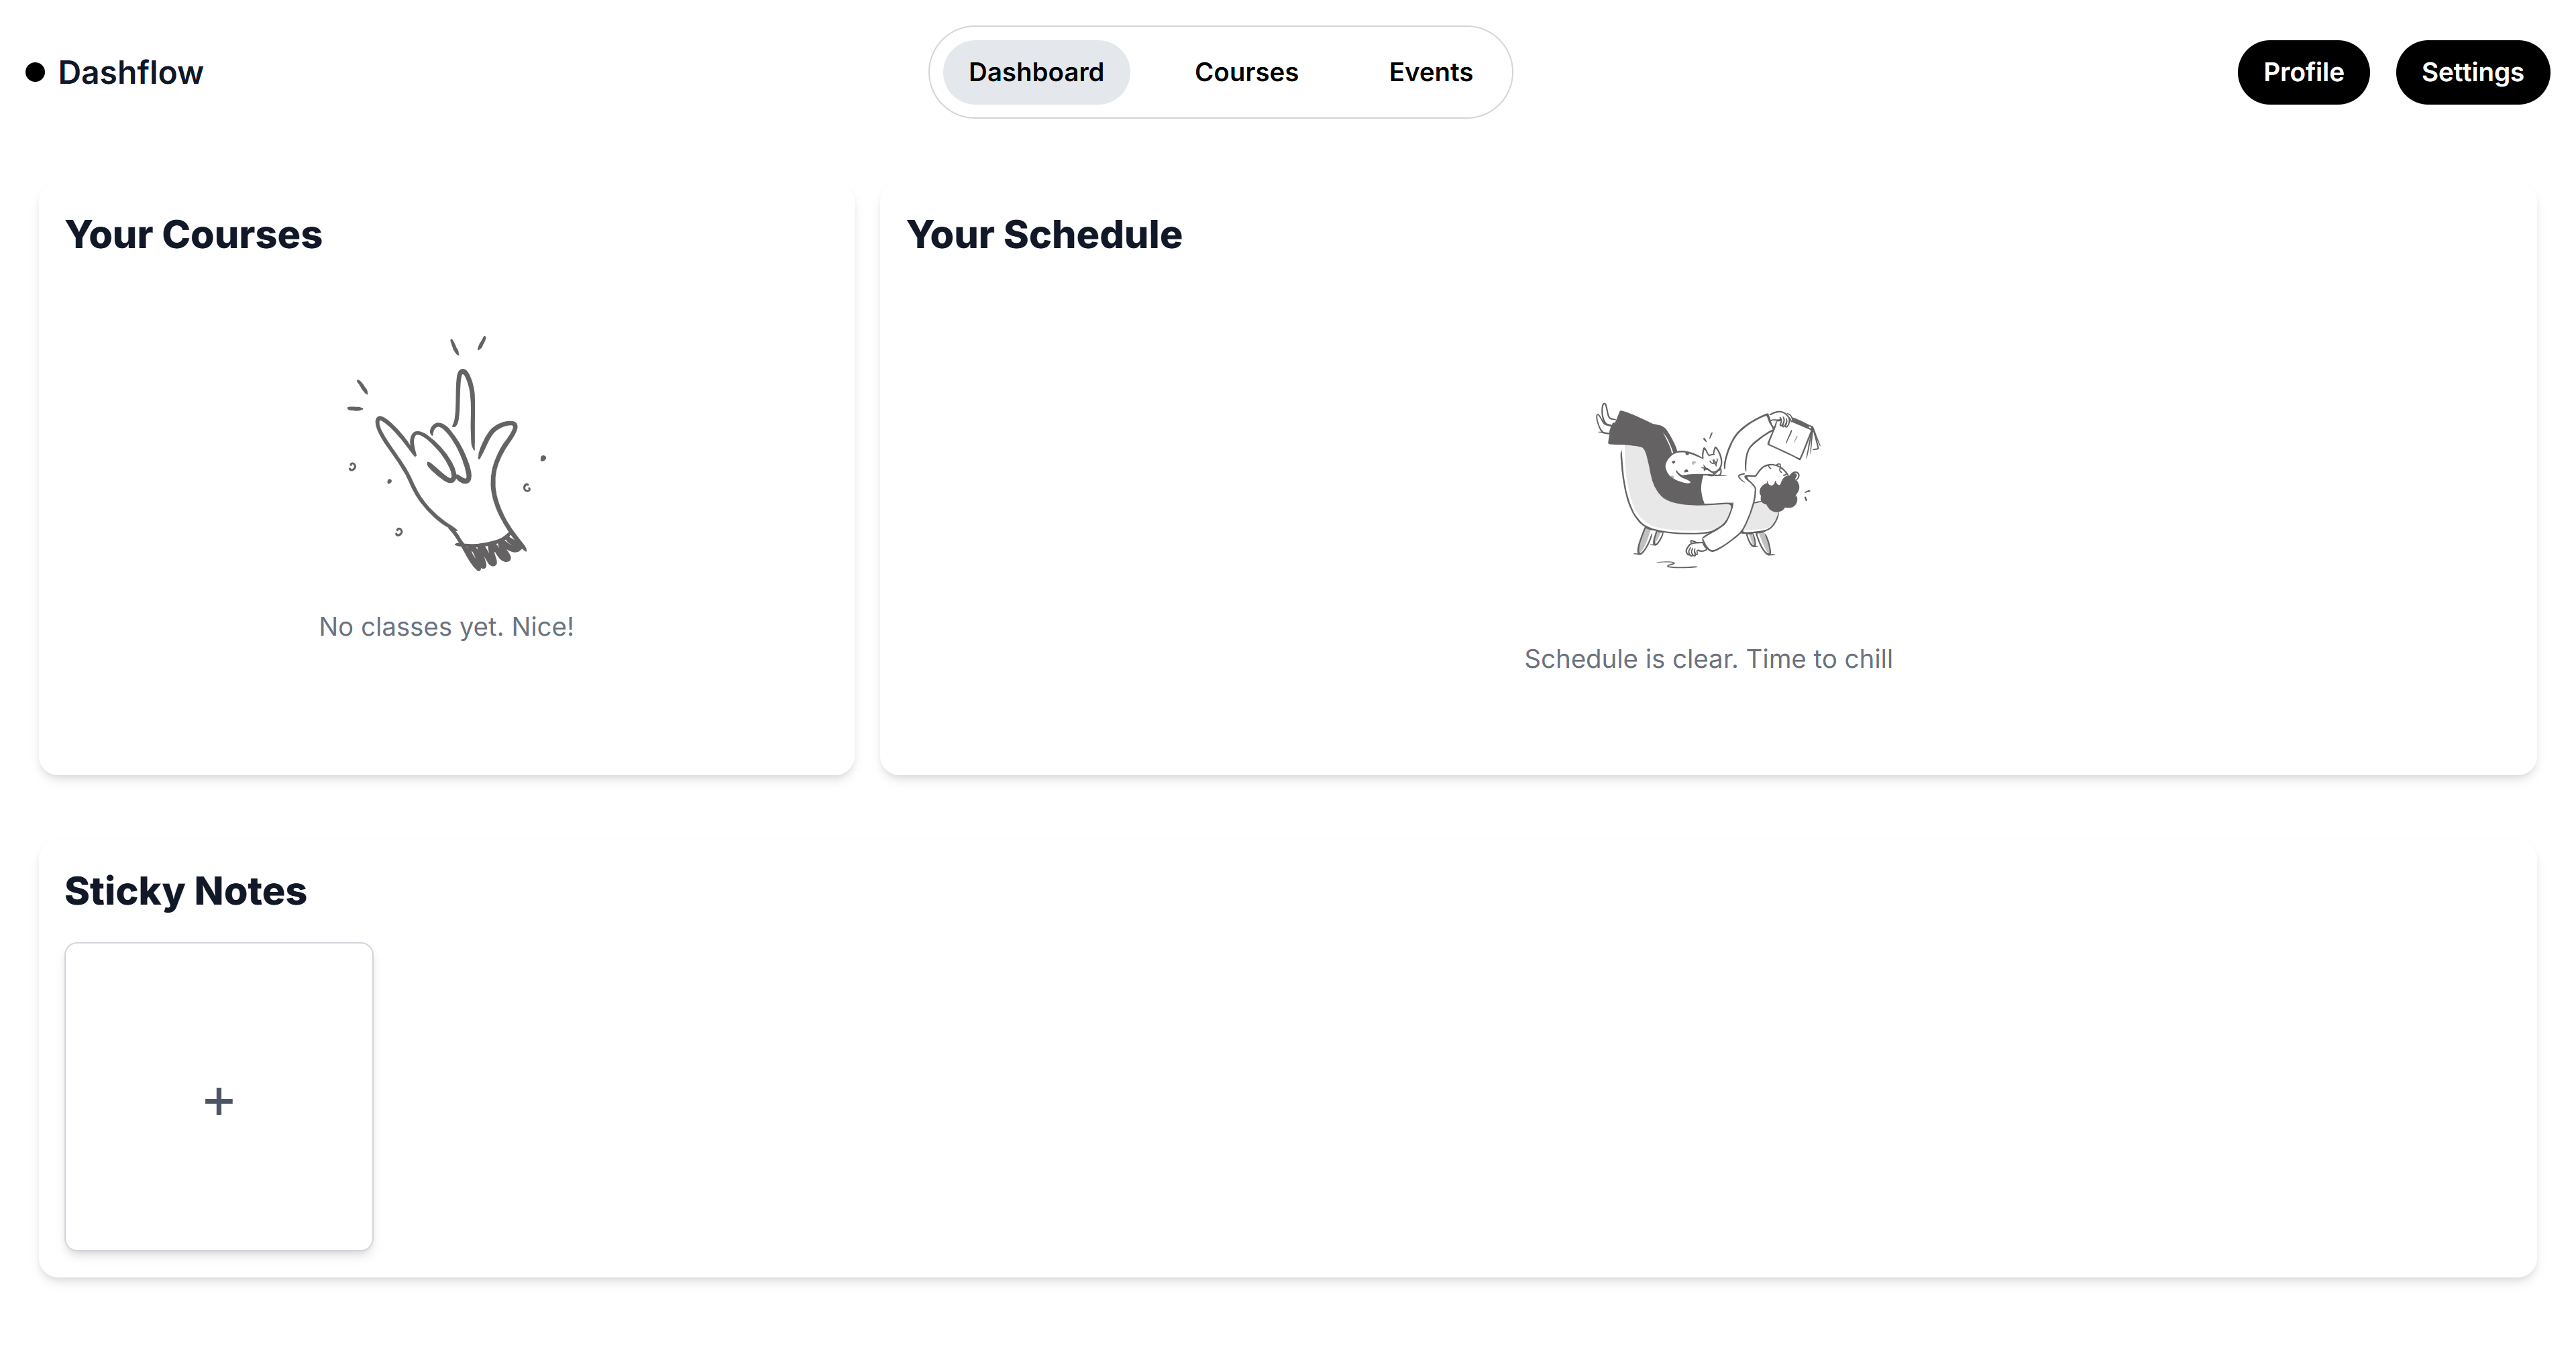 Dashflow
Dashboard
Courses
Events
Profile
Settings
Your Courses
No classes yet. Nice!
Your Schedule
Schedule is clear. Time to chill
Sticky Notes
+